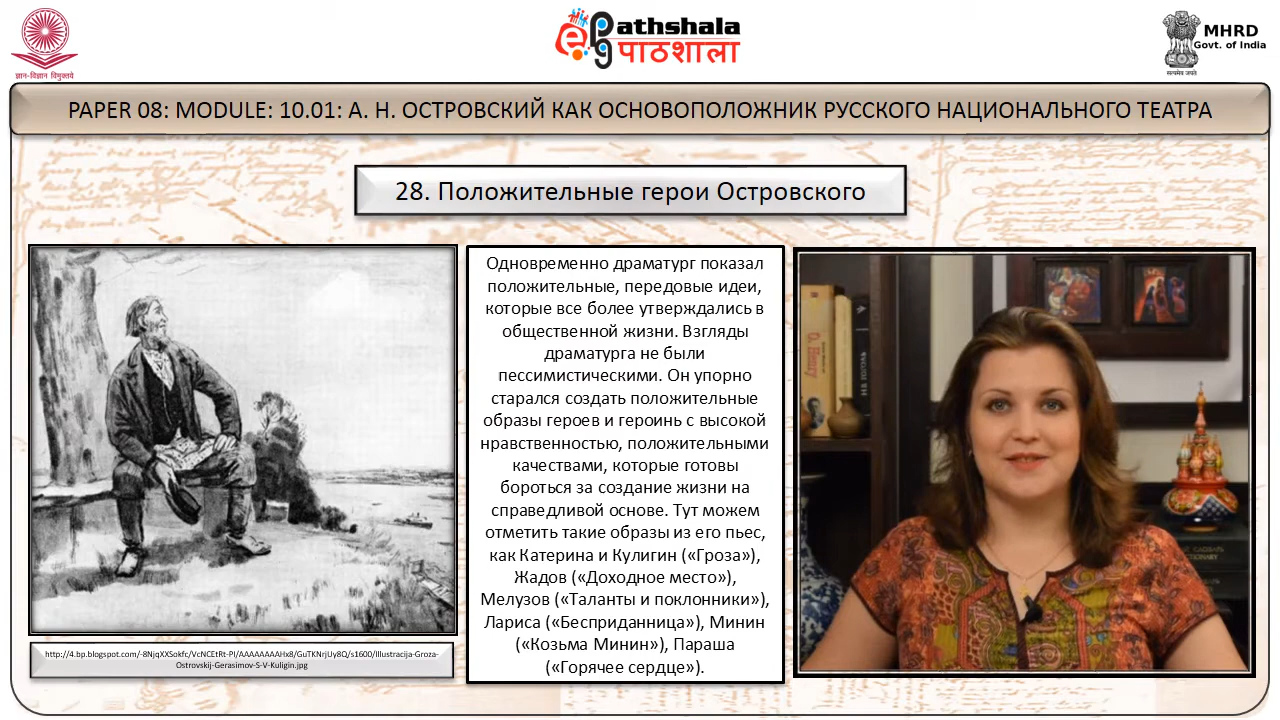 ज्ञान-विज्ञान विमुक्तये
ePg Pathshala
पाठशाला
सत्यमेव जयते
MHRD
Govt. of India
PAPER 08: MODULE: 10.01: А. Н. ОСТРОВСКИЙ КАК ОСНОВОПОЛОЖНИК РУССКОГО НАЦИОНАЛЬНОГО ТЕАТРА
28. Положительные герои Островского
Одновременно драматург показал
положительные, передовые идеи,
которые все более утверждались в
общественной жизни. Взгляды
драматурга не были
пессимистическими. Он упорно
старался создать положительные
образы героев и героинь с высокой
нравственностью, положительными
качествами, которые готовы
бороться за создание жизни на
справедливой основе. Тут можем
отметить такие образы из его пьес,
как Катерина и Кулигин («Гроза»),
Жадов («Доходное место»),
Мелузов («Таланты и поклонники»),
Лариса («Бесприданница»), Минин
(«Козьма Минин»), Параша
(«Горячее сердце»).
http://4.bp.blogspot.com/-8NjqXXSokfc/VcNCEtRt-PI/AAAAAAAAHx8/GuTKNrjUy8Q/s1600/Illustracija-Groza-
Ostrovskij-Gerasimov-S-V-Kuligin.jpg
O. Henry